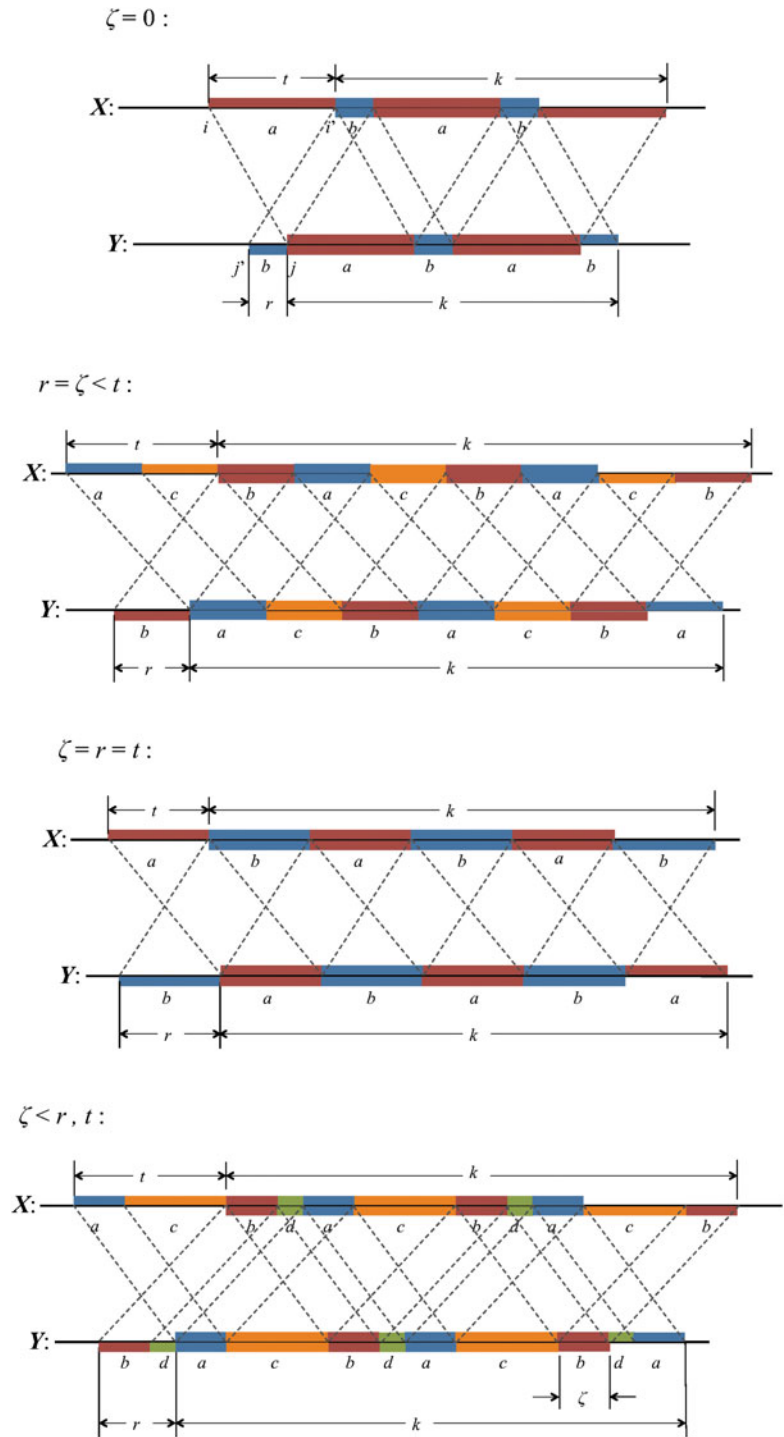 ζ = 0 :
t k
X:
i a i' b a b
Y:
j' b j a b a b
r k
r = ζ < t :
t k
X:
a c b a c b a c b
Y:
b a c b a c b a
r k
ζ = r = t :
t k
X:
a b a b a b
Y:
b a b a b a
r k
ζ < r , t :
t k
X:
a c b d a c b d a c b
Y:
b d a c b d a c b d a
ζ
r k